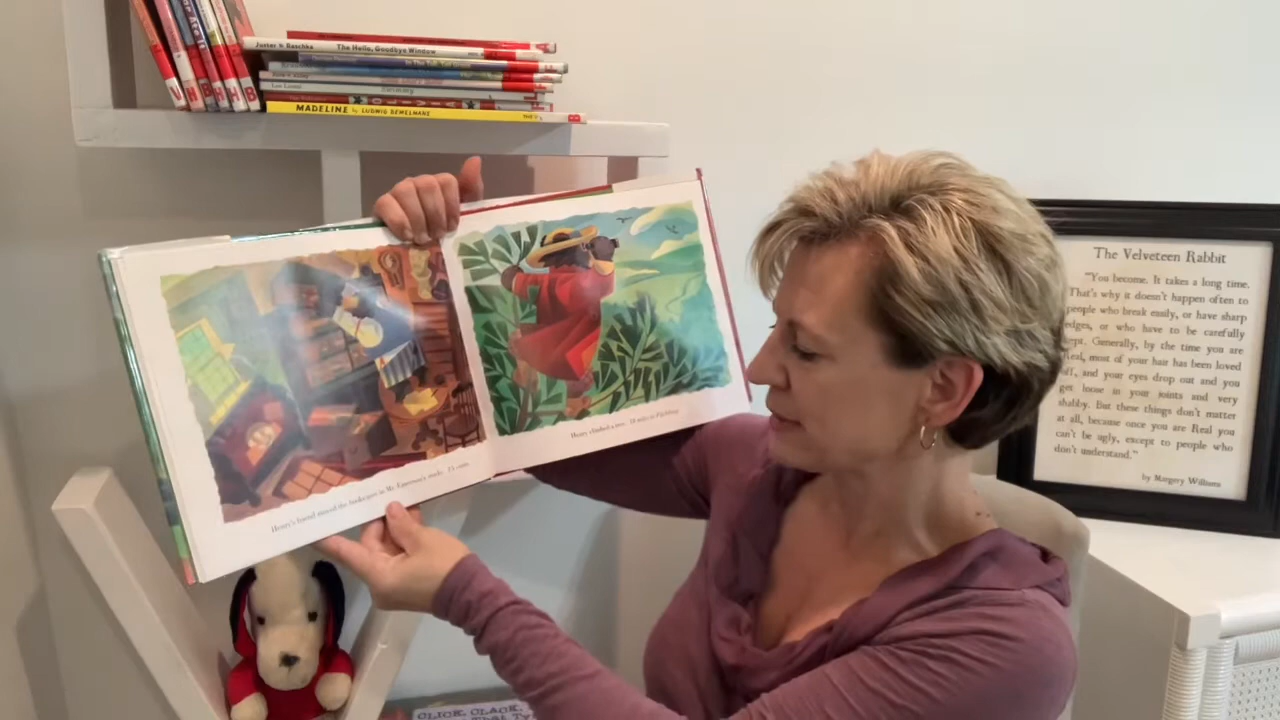 The Hello, Goodbye Window
MADELINE by LUDWIG BEMELMANS
Henry's friend dusted the bookcases in Mr. Emerson's study. 15 cents
Henry climbed a tree. 18 miles to Fitchburg
The Velveteen Rabbit
"You become. It takes a long time.
That's why it doesn't happen often to
people who break easily, or have sharp
edges, or who have to be carefully
kept. Generally, by the time you are
Real, most of your hair has been loved
off, and your eyes drop out and you
get loose in your joints and very
shabby. But these things don't matter
at all, because once you are Real you
can't be ugly, except to people who
don't understand."
by Margery Williams
CLICK, CLACK,